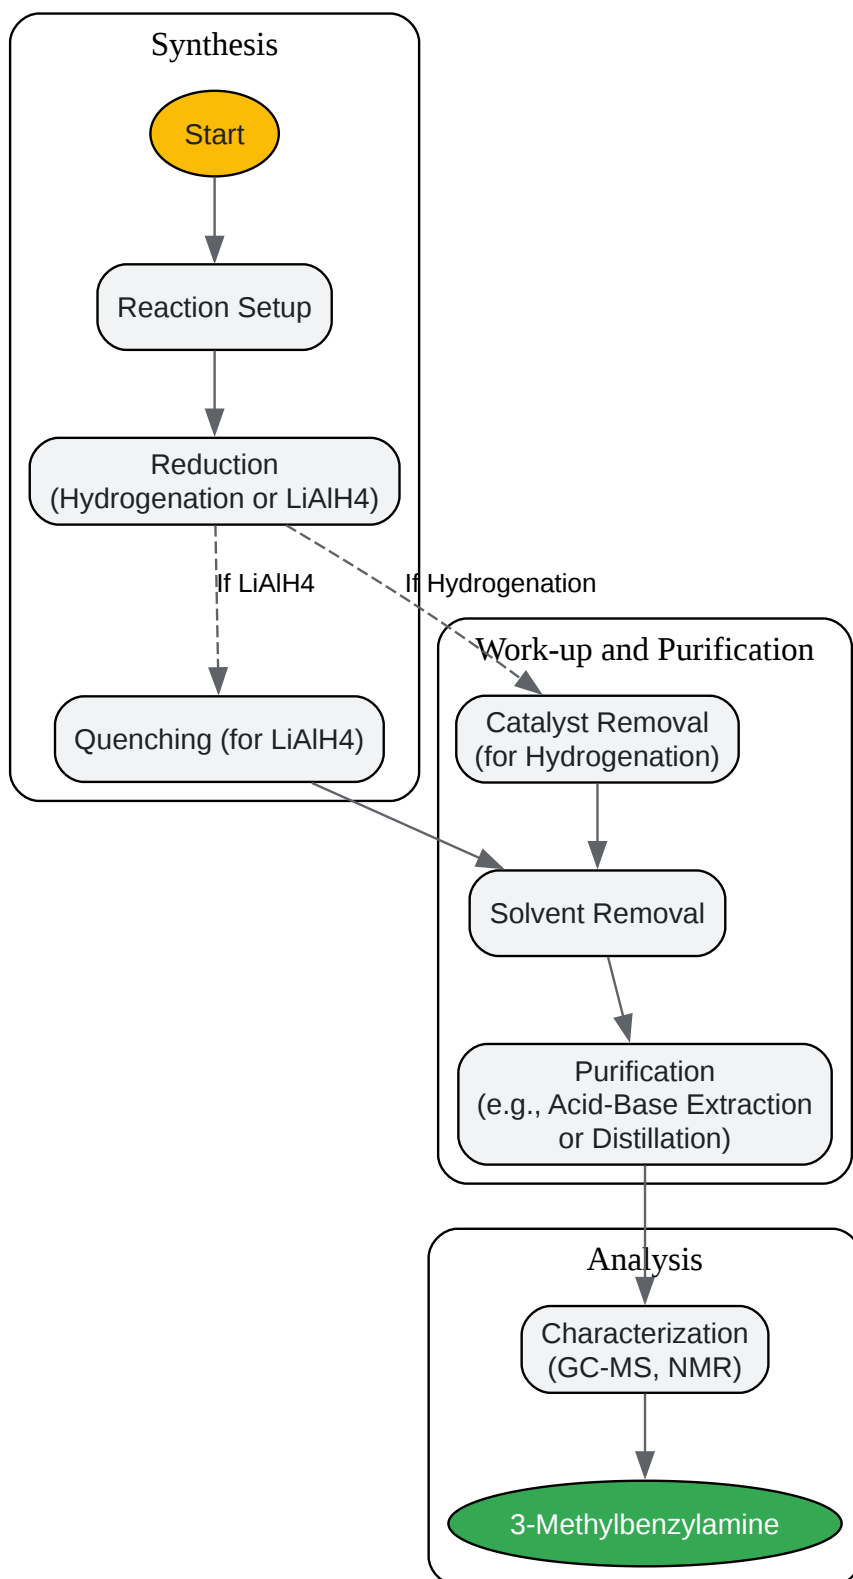 Synthesis
Start
Reaction Setup
Reduction
(Hydrogenation or LiAlH4)
If LiAlH4
If Hydrogenation
Work-up and Purification
Quenching (for LiAlH4)
Catalyst Removal
(for Hydrogenation)
Solvent Removal
Purification
(e.g., Acid-Base Extraction
or Distillation)
Analysis
Characterization
(GC-MS, NMR)
3-Methylbenzylamine